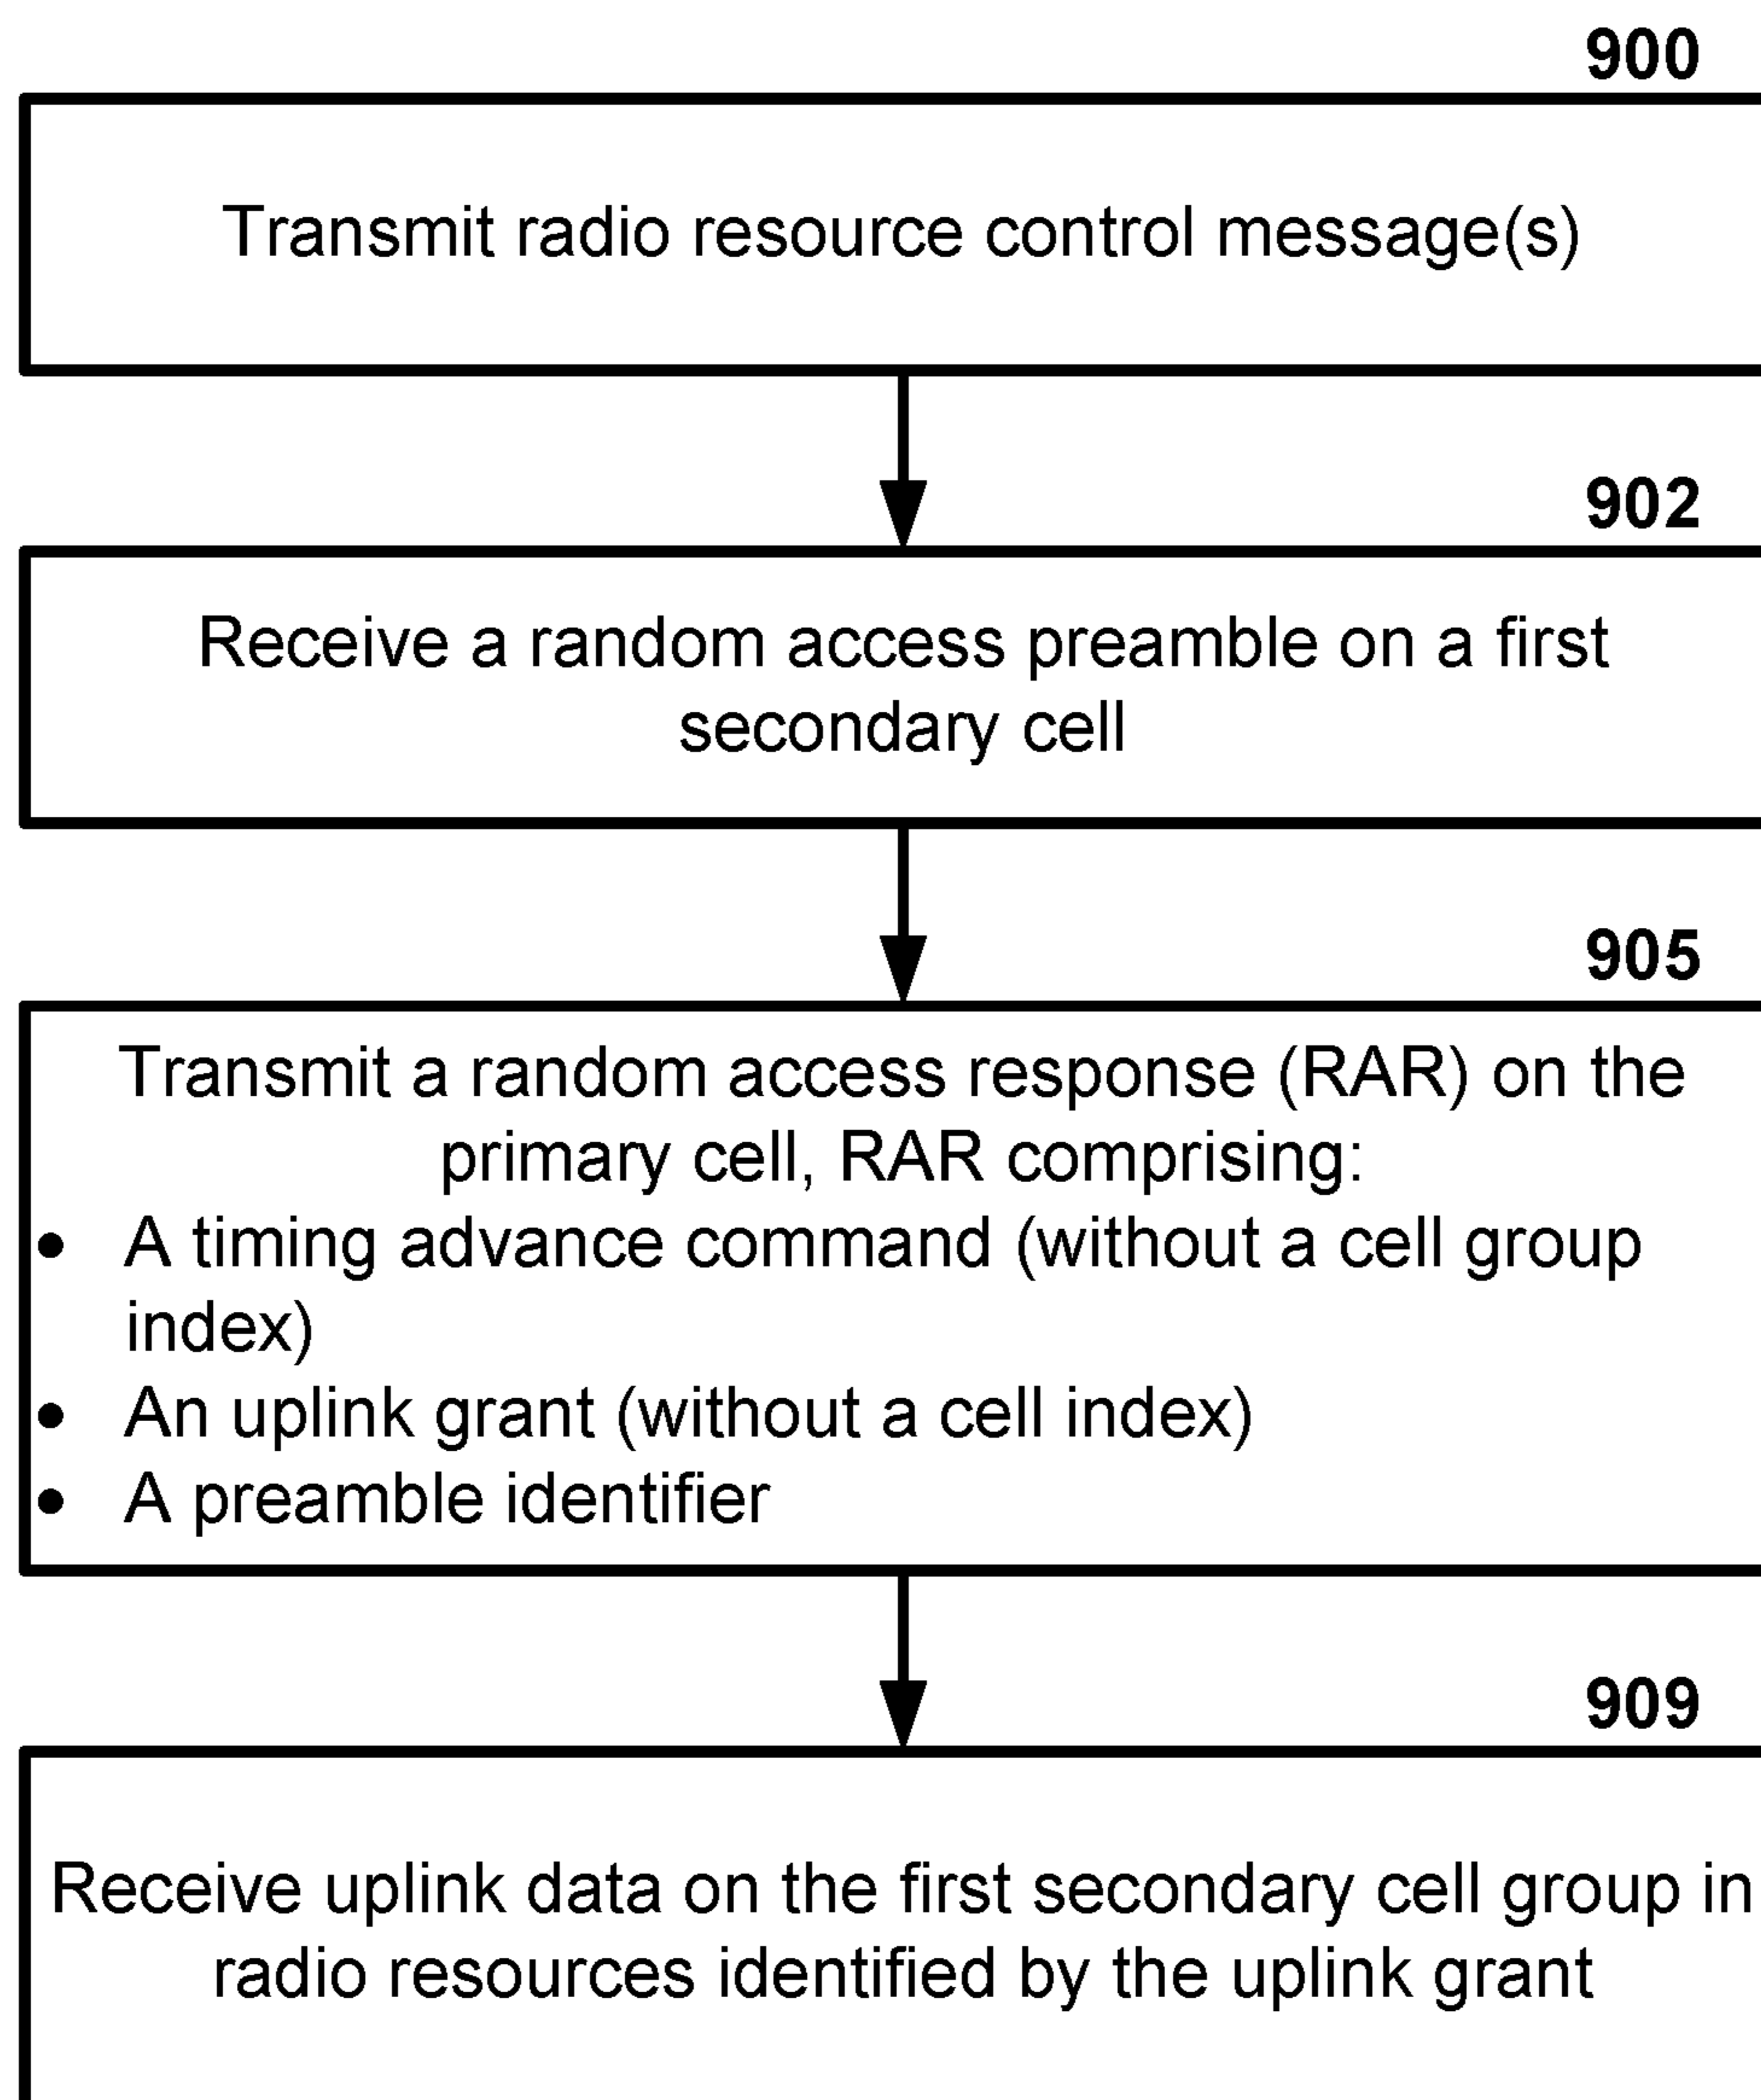 900
Transmit radio resource control message(s)
902
Receive a random access preamble on a first
secondary cell
905
Transmit a random access response (RAR) on the
primary cell, RAR comprising:
• A timing advance command (without a cell group
index)
• An uplink grant (without a cell index)
• A preamble identifier
909
Receive uplink data on the first secondary cell group in
radio resources identified by the uplink grant